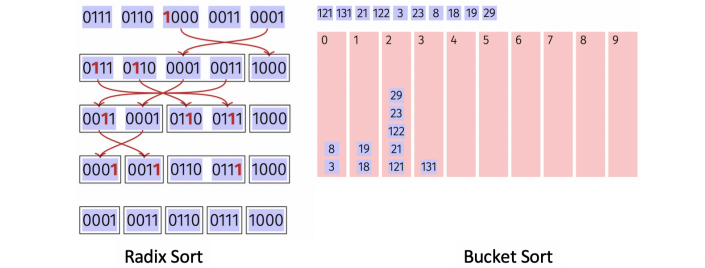 0111 0110 1000 0011 0001
0111 0110 0001 0011 1000
0011 0001 0110 0111 1000
0001 0011 0110 0111 1000
0001 0011 0110 0111 1000
Radix Sort
121 131 21 122 3 23 8 18 19 29
0 1 2 3 4 5 6 7 8 9
29
23
122
8 19 21
3 18 121 131
Bucket Sort